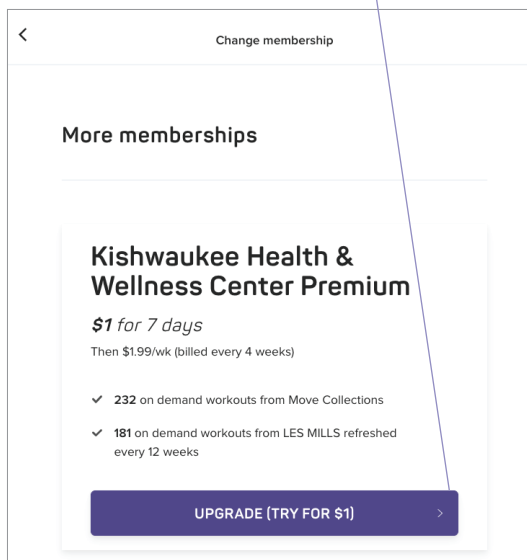 Change membership
More memberships
Kishwaukee Health &
Wellness Center Premium
$1 for 7 days
Then $1.99/wk (billed every 4 weeks)
232 on demand workouts from Move Collections
181 on demand workouts from LES MILLS refreshed
every 12 weeks
UPGRADE (TRY FOR $1)